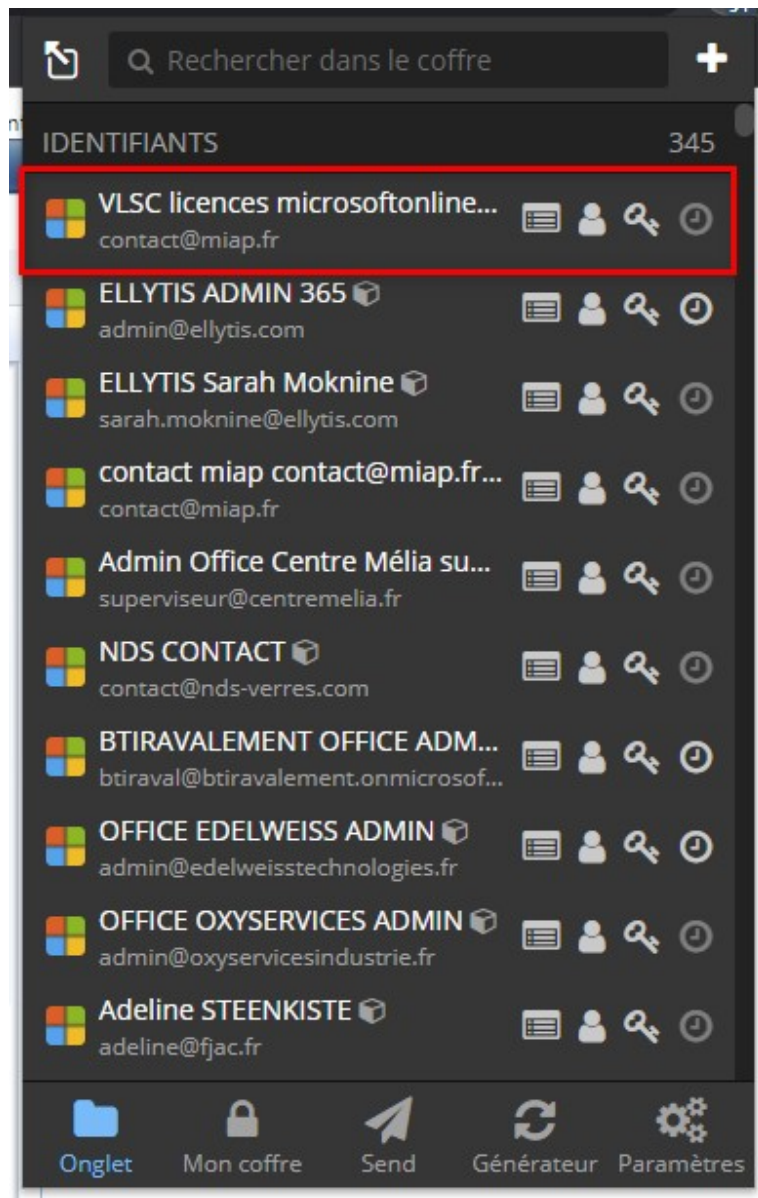 Rechercher dans le coffre
IDENTIFIANTS 345
VLSC licences microsoftonline...
contact@miap.fr
ELLYTIS ADMIN 365
admin@ellytis.com
ELLYTIS Sarah Moknine
sarah.moknine@ellytis.com
contact miap contact@miap.fr...
contact@miap.fr
Admin Office Centre Mélia su...
superviseur@centremelia.fr
NDS CONTACT
contact@nds-verres.com
BTIRAVALEMENT OFFICE ADM...
btiraval@btiravalement.onmicrosof...
OFFICE EDELWEISS ADMIN
admin@edelweisstechnologies.fr
OFFICE OXYSERVICES ADMIN
admin@oxyservicesindustrie.fr
Adeline STEENKISTE
adeline@fjac.fr
Onglet Mon coffre Send Générateur Paramètres